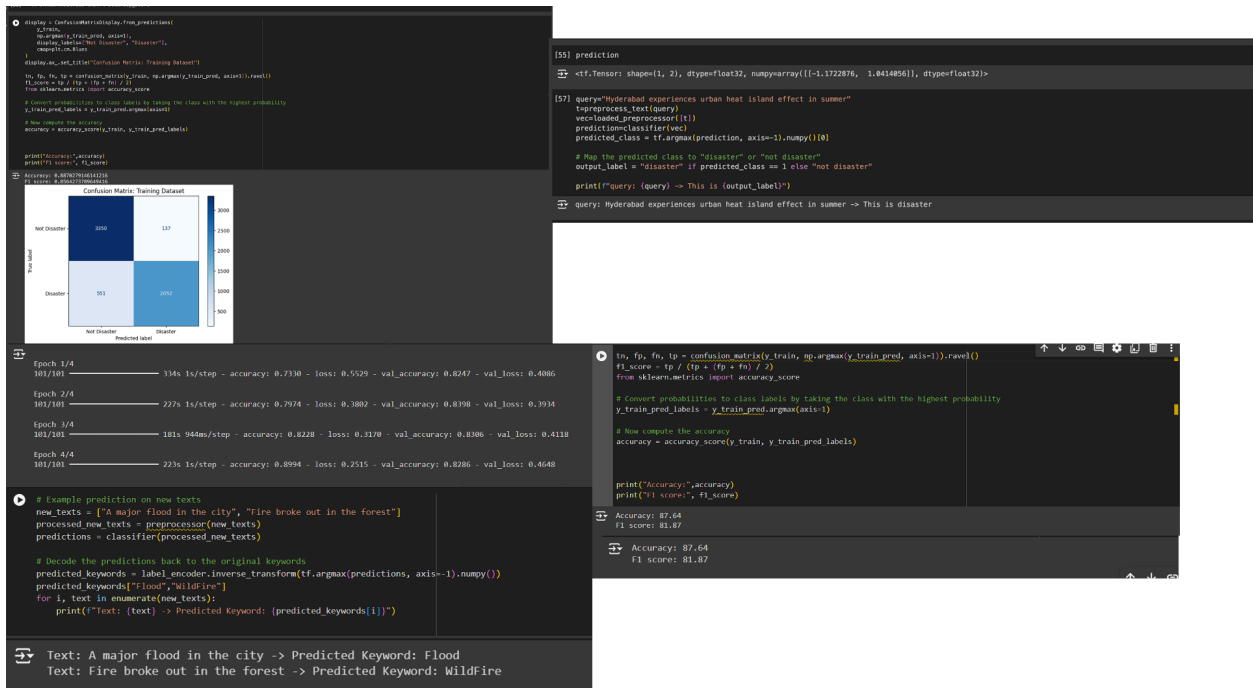 display = ConfusionMatrixDisplay.from_predictions(
y_train,
np.argmax(y_train_pred, axis=1),
display_labels=["Not Disaster", "Disaster"],
cmap=plt.cm.Blues
)
display.ax_.set_title("Confusion Matrix: Training Dataset")
tn, fp, fn, tp = confusion_matrix(y_train, np.argmax(y_train_pred, axis=1)).ravel()
f1_score = tp / (tp + (fp + fn) / 2)
from sklearn.metrics import accuracy_score
# Convert probabilities to class labels by taking the class with the highest probability
y_train_pred_labels = y_train_pred.argmax(axis=1)
# Now compute the accuracy
accuracy = accuracy_score(y_train, y_train_pred_labels)
print("Accuracy:",accuracy)
print("F1 score:", f1_score)
Accuracy: 0.8870279146141216
F1 score:
Confusion Matrix: Training Dataset
True label
Not Disaster
3350
137
Disaster
551
2052
Not Disaster
Disaster
Predicted label
3000
2500
2000
1500
1000
500
[55] prediction
<tf.Tensor: shape=(1, 2), dtype=float32, numpy=array([[-1.1722876, 1.0414056]], dtype=float32)>
[57] query="Hyderabad experiences urban heat island effect in summer"
t=preprocess_text(query)
vec=loaded_preprocessor([t])
prediction=classifier(vec)
predicted_class = tf.argmax(prediction, axis=-1).numpy()[0]
# Map the predicted class to "disaster" or "not disaster"
output_label = "disaster" if predicted_class == 1 else "not disaster"
print(f"query: {query} -> This is {output_label}")
query: Hyderabad experiences urban heat island effect in summer -> This is disaster
Epoch 1/4
101/101 ━━━━━━━━━━ 334s 1s/step - accuracy: 0.7330 - loss: 0.5529 - val_accuracy: 0.8247 - val_loss: 0.4086
Epoch 2/4
101/101 ━━━━━━━━━━ 227s 1s/step - accuracy: 0.7974 - loss: 0.3802 - val_accuracy: 0.8398 - val_loss: 0.3934
Epoch 3/4
101/101 ━━━━━━━━━━ 181s 944ms/step - accuracy: 0.8228 - loss: 0.3170 - val_accuracy: 0.8306 - val_loss: 0.4118
Epoch 4/4
101/101 ━━━━━━━━━━ 223s 1s/step - accuracy: 0.8994 - loss: 0.2515 - val_accuracy: 0.8286 - val_loss: 0.4648
# Example prediction on new texts
new_texts = ["A major flood in the city", "Fire broke out in the forest"]
processed_new_texts = preprocessor(new_texts)
predictions = classifier(processed_new_texts)
# Decode the predictions back to the original keywords
predicted_keywords = label_encoder.inverse_transform(tf.argmax(predictions, axis=-1).numpy())
predicted_keywords["Flood","WildFire"]
for i, text in enumerate(new_texts):
print(f"Text: {text} -> Predicted Keyword: {predicted_keywords[i]}")
Text: A major flood in the city -> Predicted Keyword: Flood
Text: Fire broke out in the forest -> Predicted Keyword: WildFire
tn, fp, fn, tp = confusion_matrix(y_train, np.argmax(y_train_pred, axis=1)).ravel()
f1_score = tp / (tp + (fp + fn) / 2)
from sklearn.metrics import accuracy_score
# Convert probabilities to class labels by taking the class with the highest probability
y_train_pred_labels = y_train_pred.argmax(axis=1)
# Now compute the accuracy
accuracy = accuracy_score(y_train, y_train_pred_labels)
print("Accuracy:",accuracy)
print("F1 score:", f1_score)
Accuracy: 87.64
F1 score: 81.87
Accuracy: 87.64
F1 score: 81.87